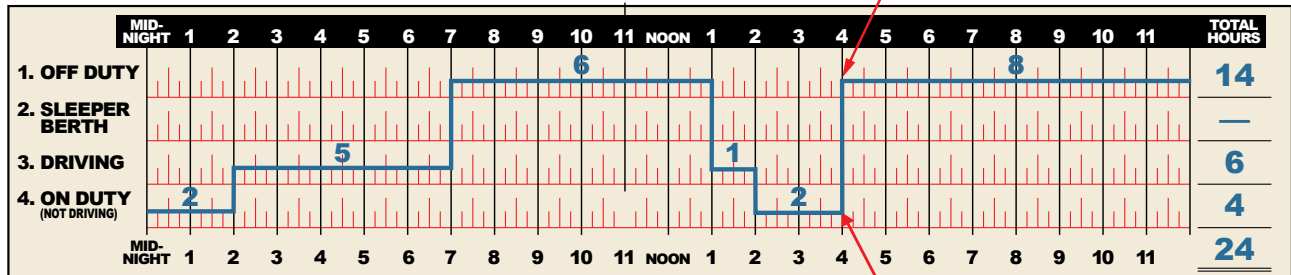 MID-NIGHT 1 2 3 4 5 6 7 8 9 10 11 NOON 1 2 3 4 5 6 7 8 9 10 11 TOTAL HOURS
1. OFF DUTY 6 8 14
2. SLEEPER BERTH —
3. DRIVING 5 1 6
4. ON DUTY (NOT DRIVING) 2 2 4
MID-NIGHT 1 2 3 4 5 6 7 8 9 10 11 NOON 1 2 3 4 5 6 7 8 9 10 11 24